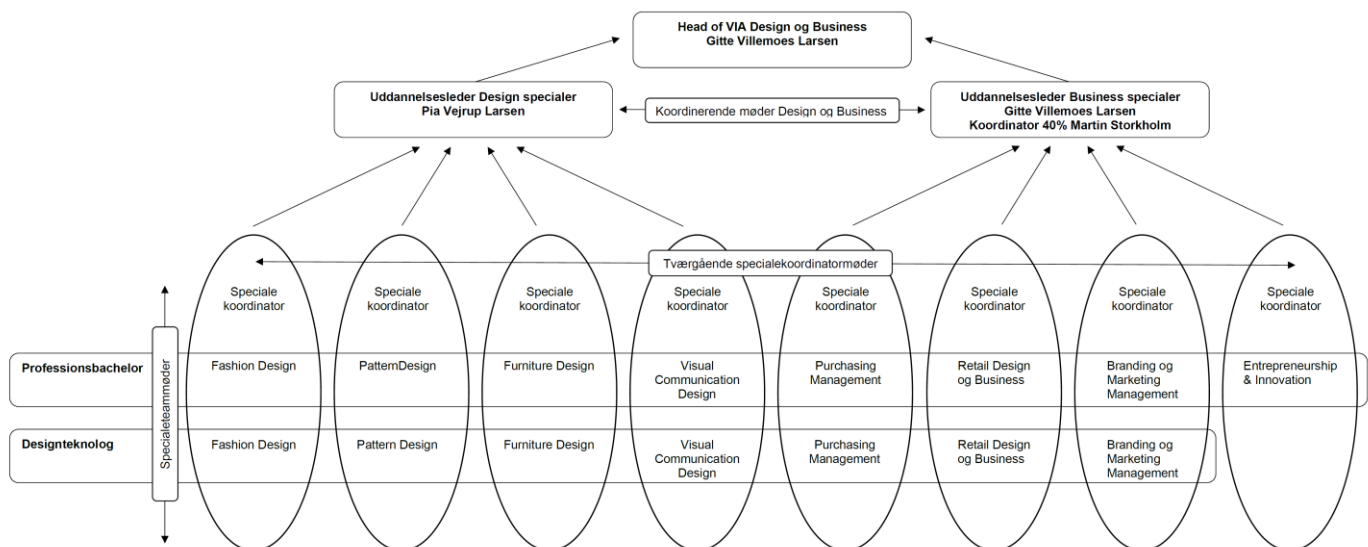 Head of VIA Design og Business
Gitte Villemoes Larsen
Uddannelsesleder Design specialer
Pia Vejrup Larsen
Koordinerende møder Design og Business
Uddannelsesleder Business specialer
Gitte Villemoes Larsen
Koordinator 40% Martin Storkholm
Tværgående specialekoordinatormøder
Speciale
koordinator
Speciale
koordinator
Speciale
koordinator
Speciale
koordinator
Speciale
koordinator
Speciale
koordinator
Speciale
koordinator
Speciale
koordinator
Specialeteammøder
Professionsbachelor
Fashion Design
PatternDesign
Furniture Design
Visual
Communication
Design
Purchasing
Management
Retail Design
og Business
Branding og
Marketing
Management
Entrepreneurship
& Innovation
Designteknolog
Fashion Design
Pattern Design
Furniture Design
Visual
Communication
Design
Purchasing
Management
Retail Design
og Business
Branding og
Marketing
Management